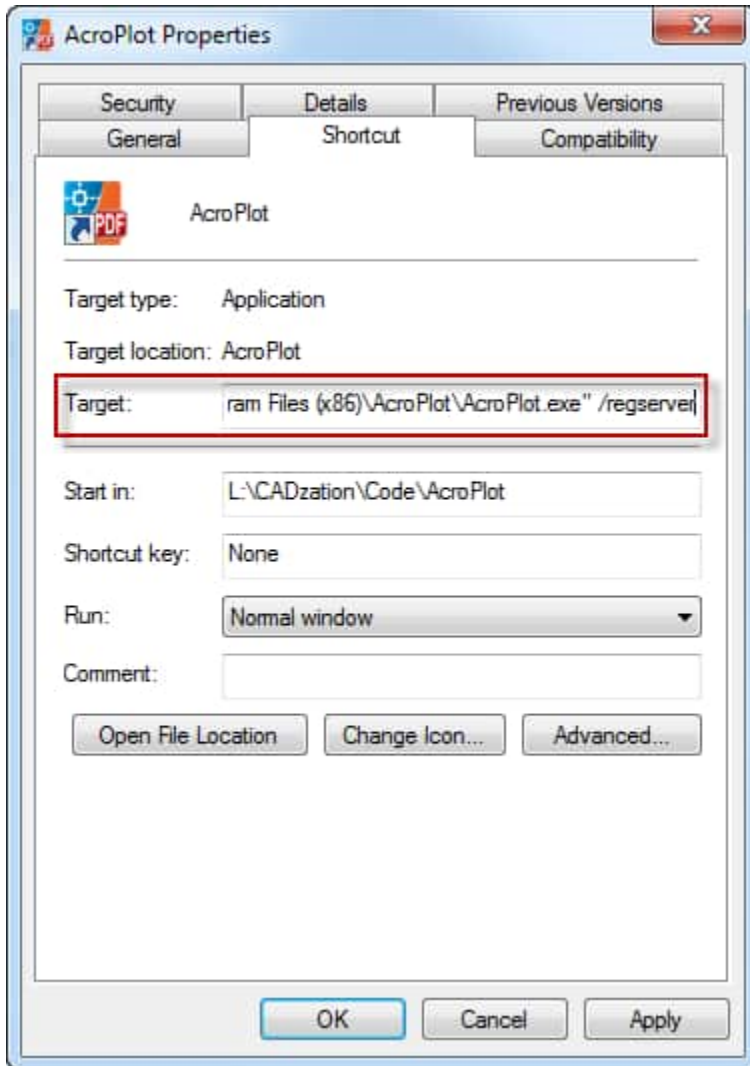 AcroPlot Properties
Security Details Previous Versions
General Shortcut Compatibility
PDF AcroPlot
Target type: Application
Target location: AcroPlot
Target: ram Files (x86)\AcroPlot\AcroPlot.exe" /regserver
Start in: L:\CADzation\Code\AcroPlot
Shortcut key: None
Run: Normal window
Comment:
Open File Location Change Icon... Advanced...
OK Cancel Apply